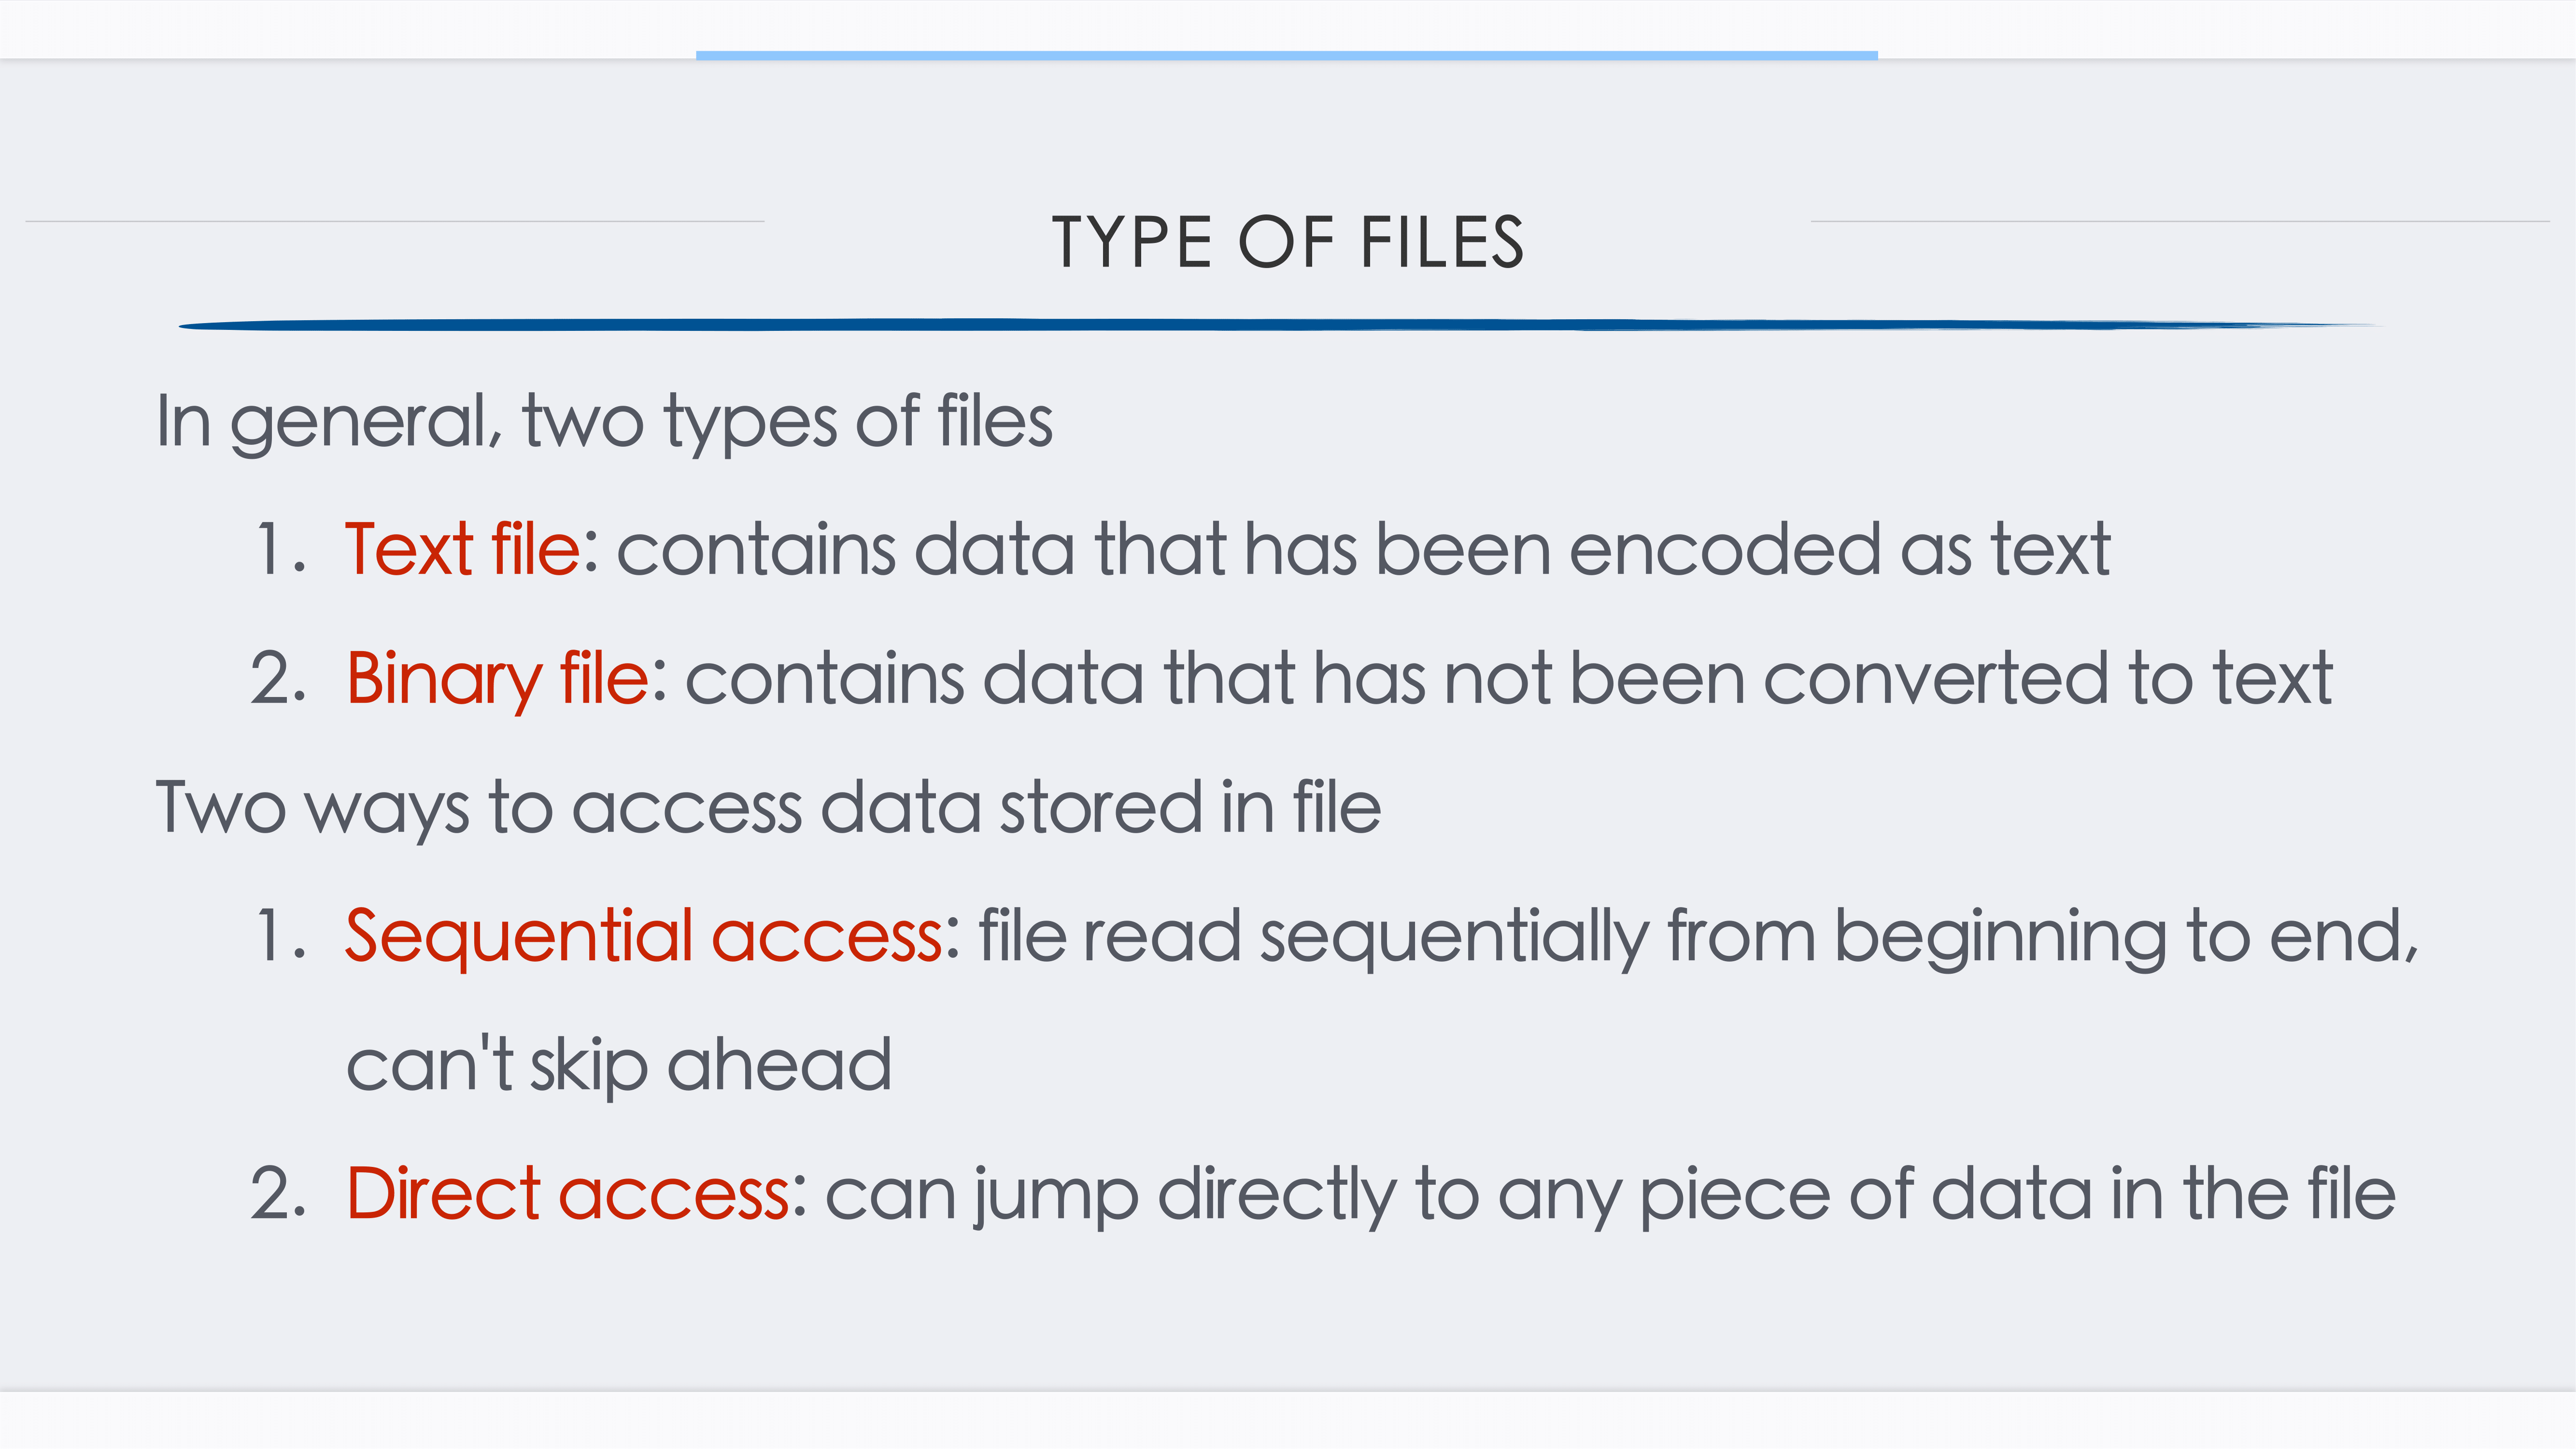 TYPE OF FILES
In general, two types of files
1. Text file: contains data that has been encoded as text
2. Binary file: contains data that has not been converted to text
Two ways to access data stored in file
1. Sequential access: file read sequentially from beginning to end,
can't skip ahead
2. Direct access: can jump directly to any piece of data in the file